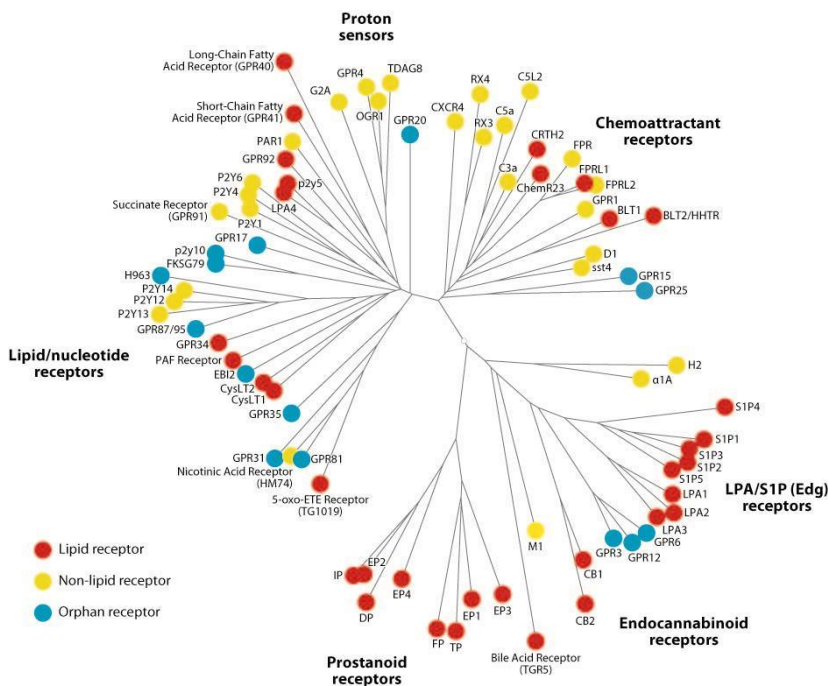 Proton
sensors
Long-Chain Fatty
Acid Receptor (GPR40)
Short-Chain Fatty
Acid Receptor (GPR41)
G2A
GPR4
OGR1
TDAG8
GPR20
CXCR4
RX4
RX3
C5a
C5L2
CRTH2
C3a
ChemR23
Chemoattractant
receptors
FPR
FPRL1
FPRL2
GPR1
BLT1
BLT2/HHTR
D1
sst4
GPR15
GPR25
PAR1
GPR92
p2y5
LPA4
P2Y6
P2Y4
P2Y1
Succinate Receptor
(GPR91)
GPR17
p2y10
FKSG79
H963
P2Y14
P2Y12
P2Y13
GPR87/95
GPR34
PAF Receptor
EBI2
CysLT2
CysLT1
GPR35
Lipid/nucleotide
receptors
GPR31
GPR81
Nicotinic Acid Receptor
(HM74)
5-oxo-ETE Receptor
(TG1019)
H2
α1A
S1P4
S1P1
S1P3
S1P2
S1P5
LPA1
LPA2
LPA3
LPA/S1P (Edg)
receptors
GPR6
GPR3
GPR12
M1
CB1
CB2
Endocannabinoid
receptors
EP2
IP
DP
EP4
EP1
EP3
FP
TP
Bile Acid Receptor
(TGR5)
Prostanoid
receptors
Lipid receptor
Non-lipid receptor
Orphan receptor